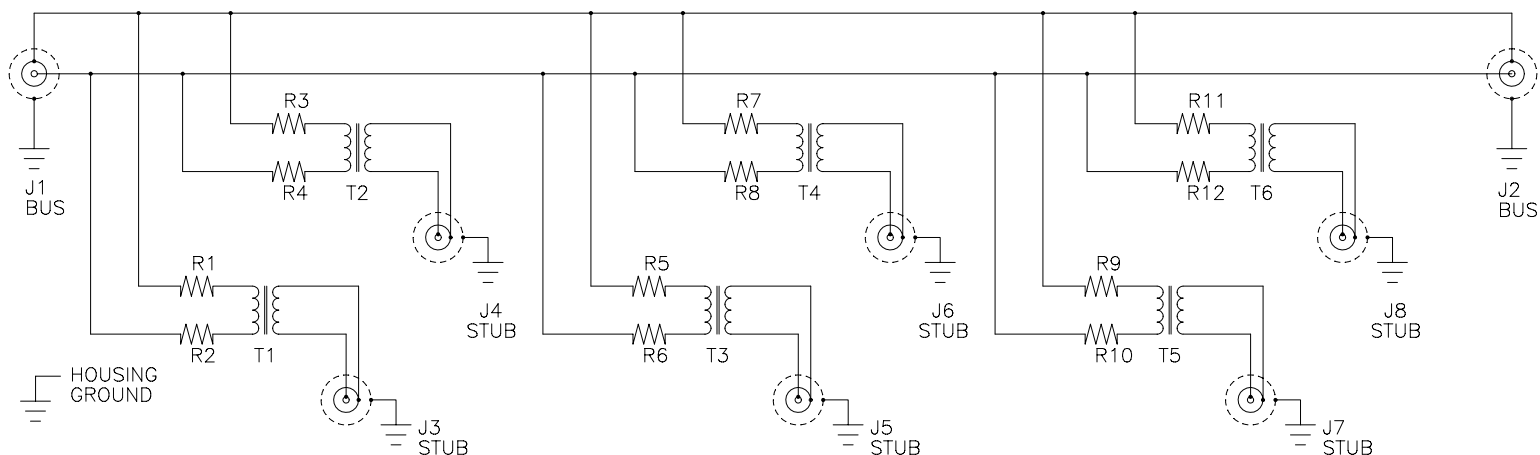 R3
R7
R11
R4
T2
R8
T4
R12
T6
J1
BUS
J2
BUS
R1
R5
R9
J4
STUB
J6
STUB
J8
STUB
R2
T1
R6
T3
R10
T5
HOUSING
GROUND
J3
STUB
J5
STUB
J7
STUB